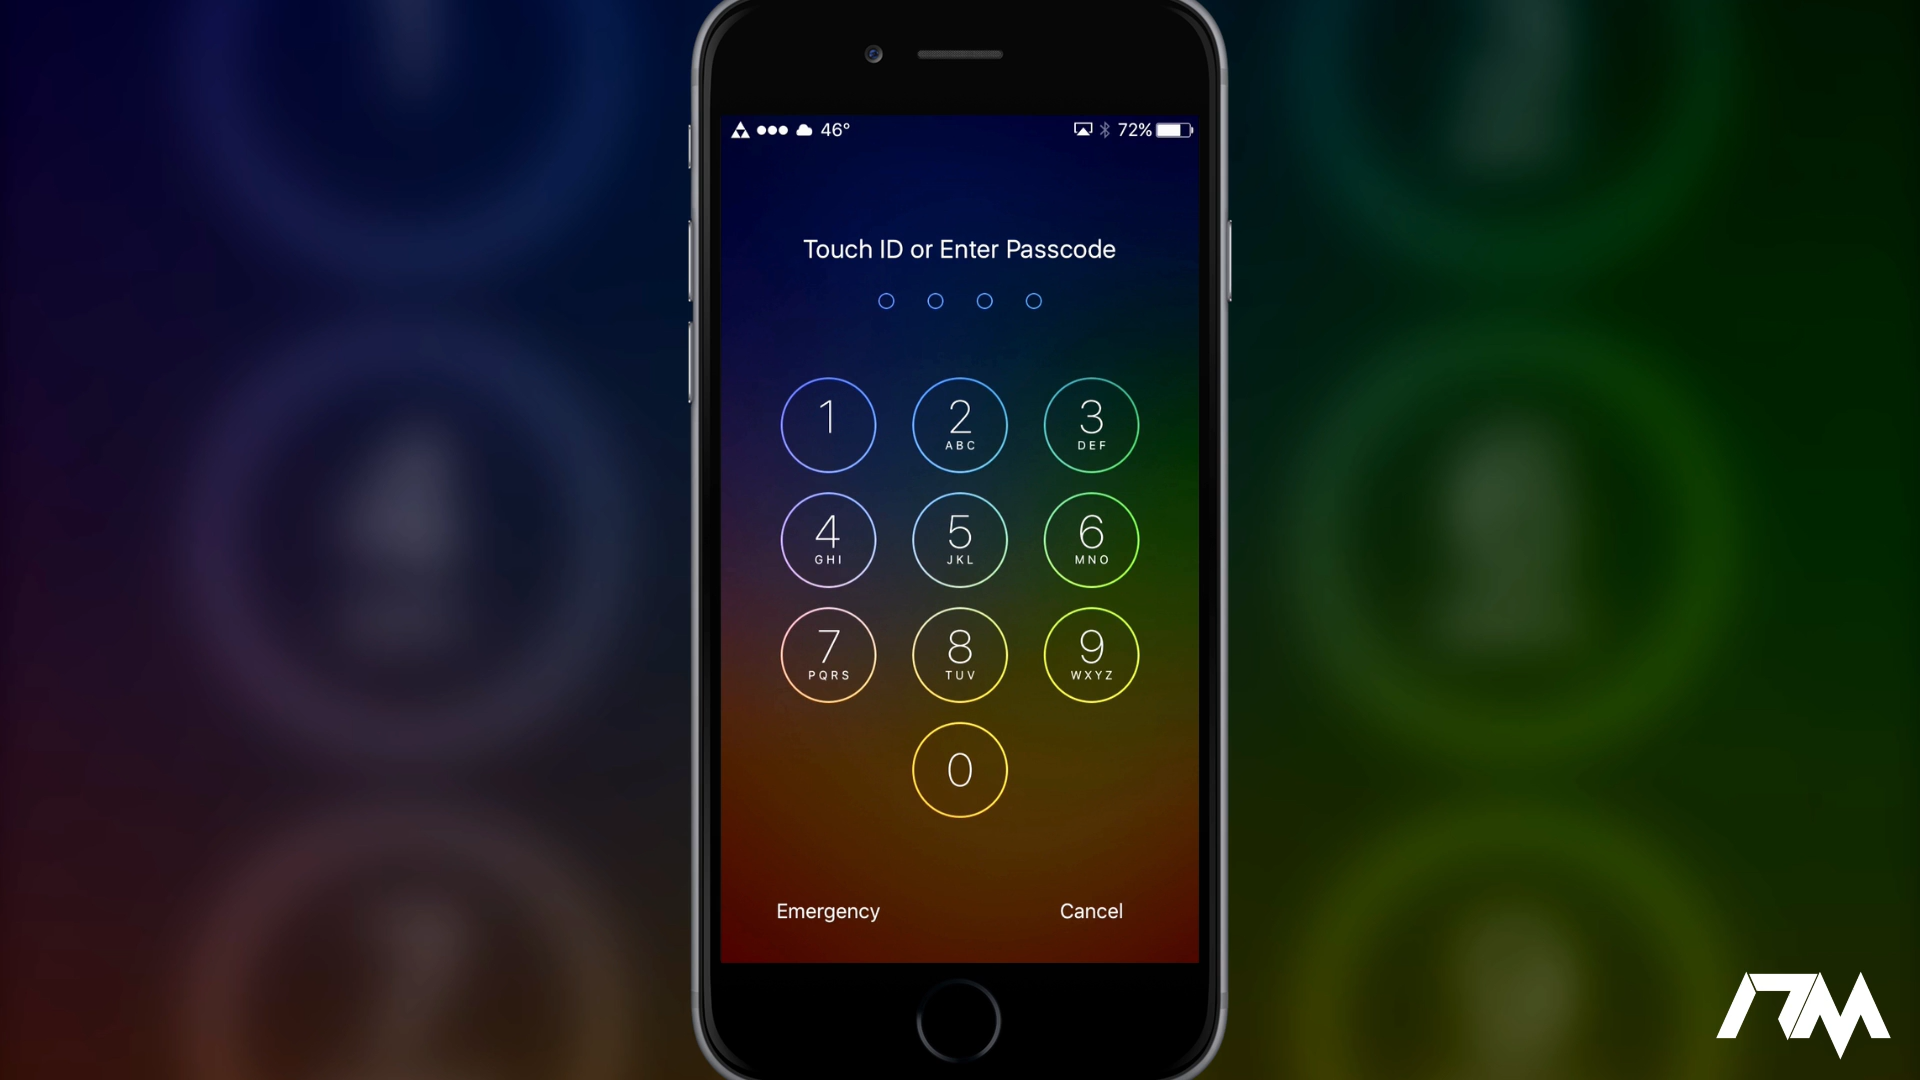 46° 72%
Touch ID or Enter Passcode
1 2 3
ABC DEF
4 5 6
GHI JKL MNO
7 8 9
PQRS TUV WXYZ
0
Emergency Cancel